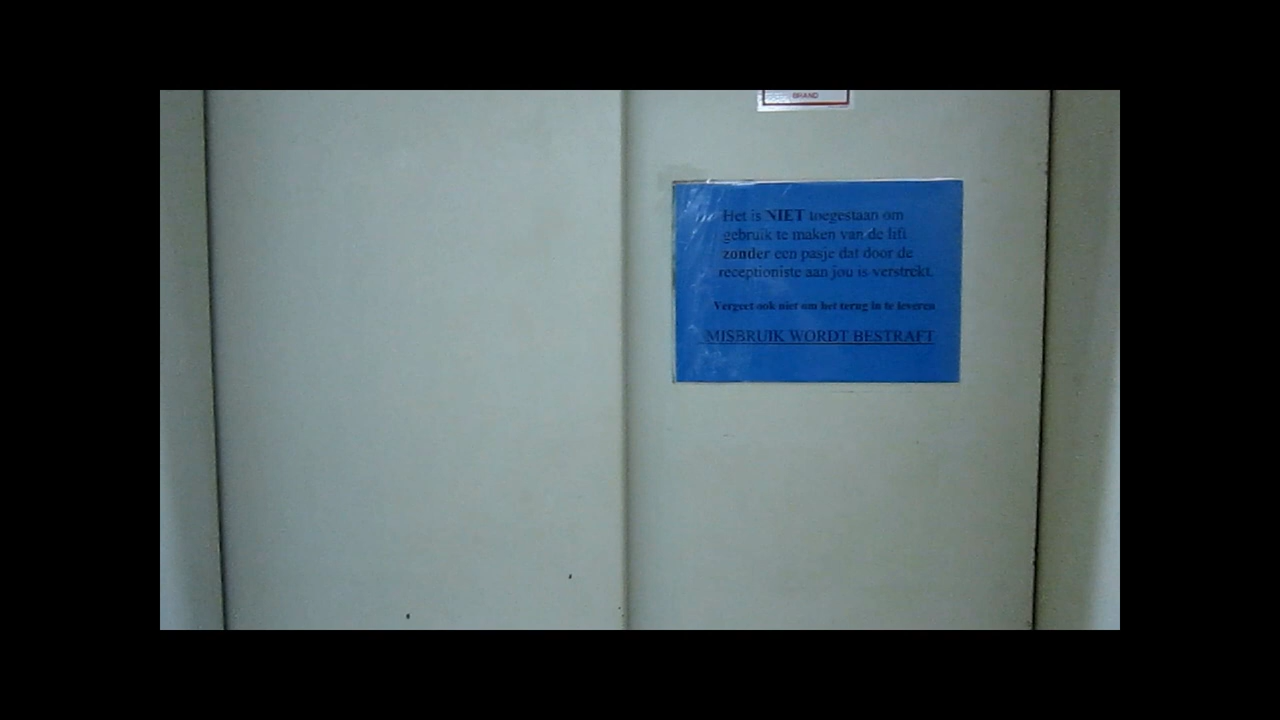 BRAND
Het is NIET toegestaan om
gebruik te maken van de lift
zonder een pasje dat door de
receptioniste aan jou is verstrekt.
Vergeet ook niet om het terug in te leveren
MISBRUIK WORDT BESTRAFT